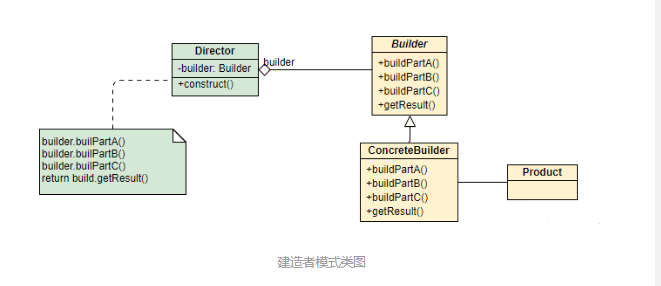 Director
-builder: Builder
+construct()
builder
Builder
+buildPartA()
+buildPartB()
+buildPartC()
+getResult()
builder.builPartA()
builder.builPartB()
builder.builPartC()
return build.getResult()
ConcreteBuilder
+buildPartA()
+buildPartB()
+buildPartC()
+getResult()
Product
建造者模式类图